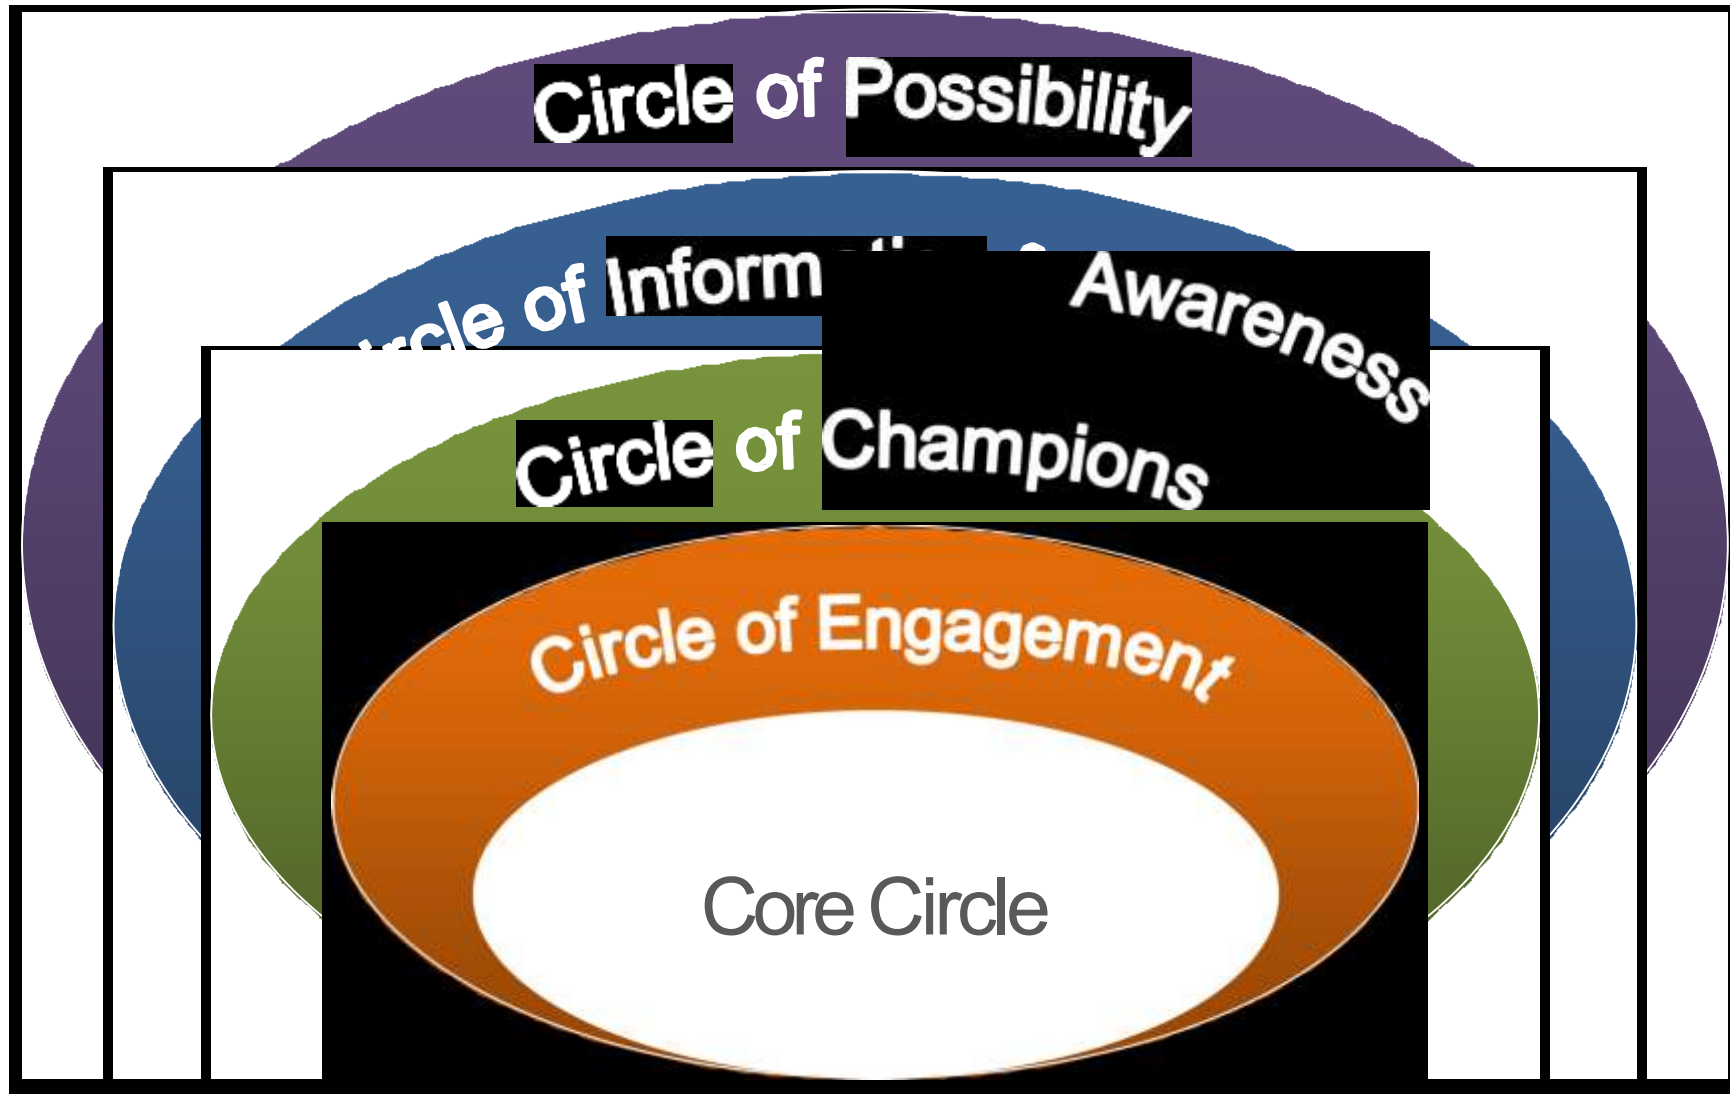 Circle of Possibility
of Inform Awareness
Circle of Champions
Circle of Engagement
Core Circle